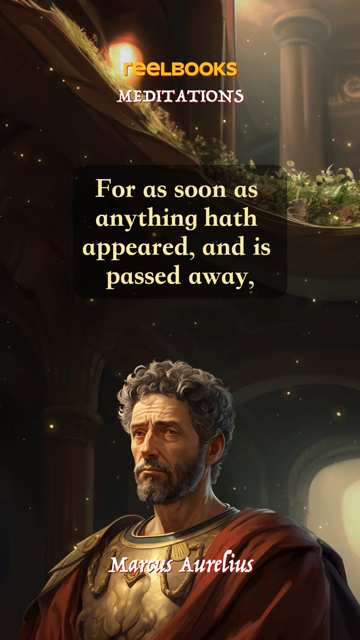 reelBOOKS
MEDITATIONS
For as soon as
anything hath
appeared, and is
passed away,
Marcus Aurelius